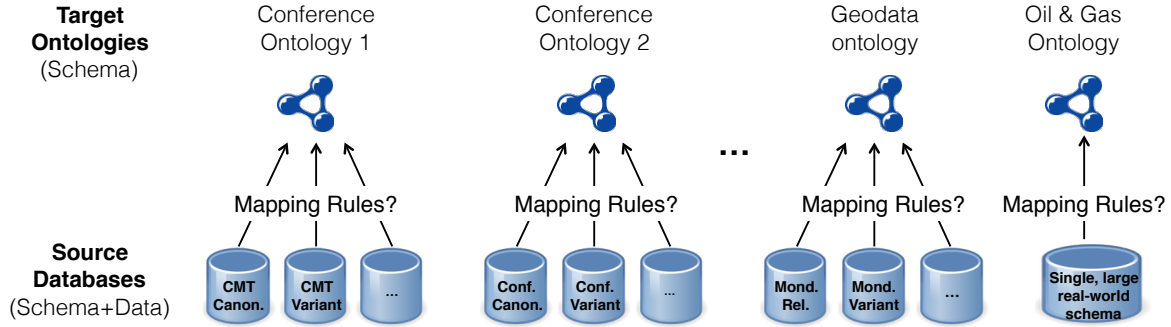 Target
Ontologies
(Schema)
Conference
Ontology 1
Conference
Ontology 2
Geodata
ontology
Oil & Gas
Ontology
...
Mapping Rules?
Mapping Rules?
Mapping Rules?
Mapping Rules?
Source
Databases
(Schema+Data)
CMT
Canon.
CMT
Variant
...
Conf.
Canon.
Conf.
Variant
...
Mond.
Rel.
Mond.
Variant
...
Single, large
real-world
schema